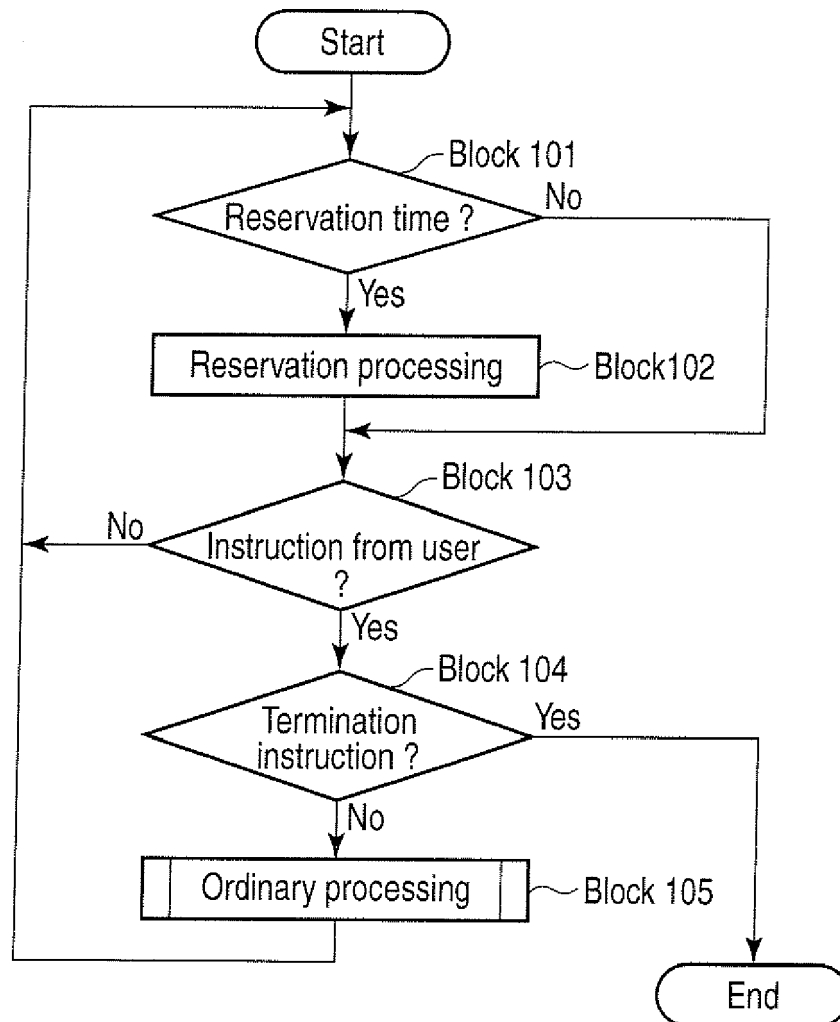 Start
Block 101
Reservation time ?
No
Yes
Reservation processing
Block102
Block 103
No
Instruction from user
?
Yes
Block 104
Termination
instruction ?
Yes
No
Ordinary processing
Block 105
End